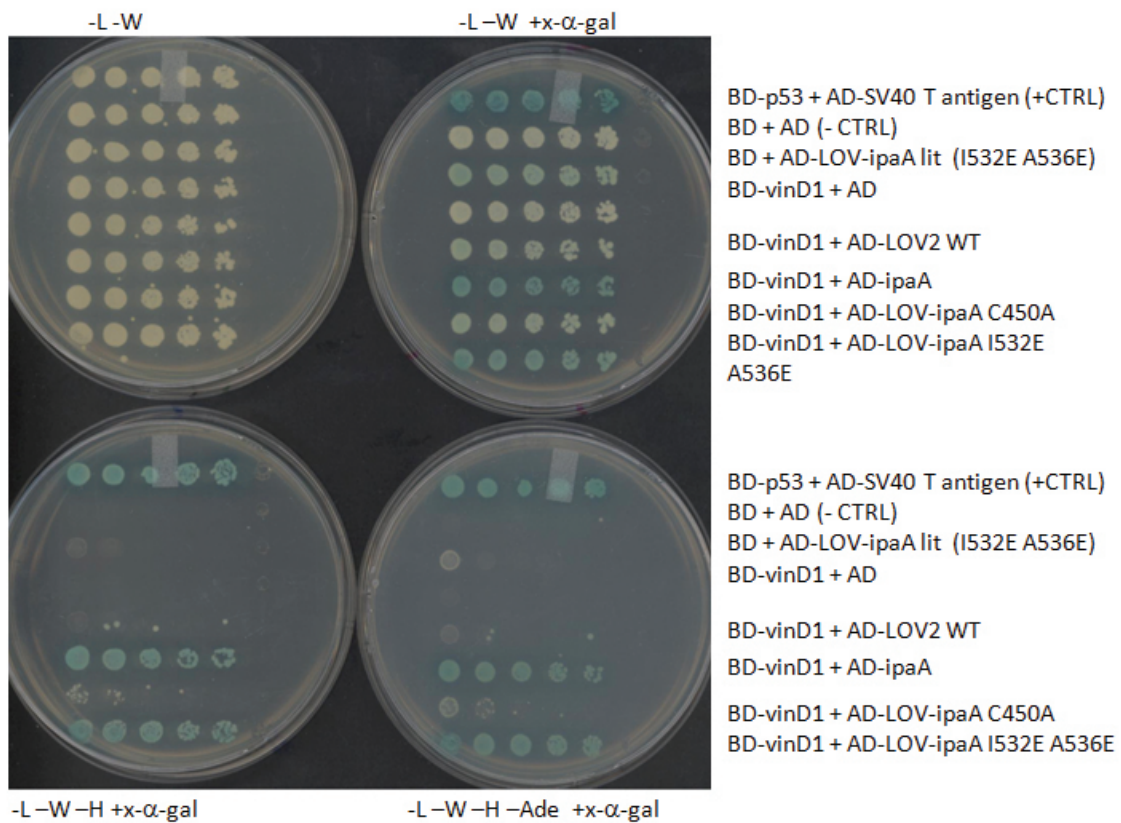 -L -W
-L –W +x-α-gal
BD-p53 + AD-SV40 T antigen (+CTRL)
BD + AD (- CTRL)
BD + AD-LOV-ipaA lit (I532E A536E)
BD-vinD1 + AD
BD-vinD1 + AD-LOV2 WT
BD-vinD1 + AD-ipaA
BD-vinD1 + AD-LOV-ipaA C450A
BD-vinD1 + AD-LOV-ipaA I532E
A536E
BD-p53 + AD-SV40 T antigen (+CTRL)
BD + AD (- CTRL)
BD + AD-LOV-ipaA lit (I532E A536E)
BD-vinD1 + AD
BD-vinD1 + AD-LOV2 WT
BD-vinD1 + AD-ipaA
BD-vinD1 + AD-LOV-ipaA C450A
BD-vinD1 + AD-LOV-ipaA I532E A536E
-L –W –H +x-α-gal
-L –W –H –Ade +x-α-gal